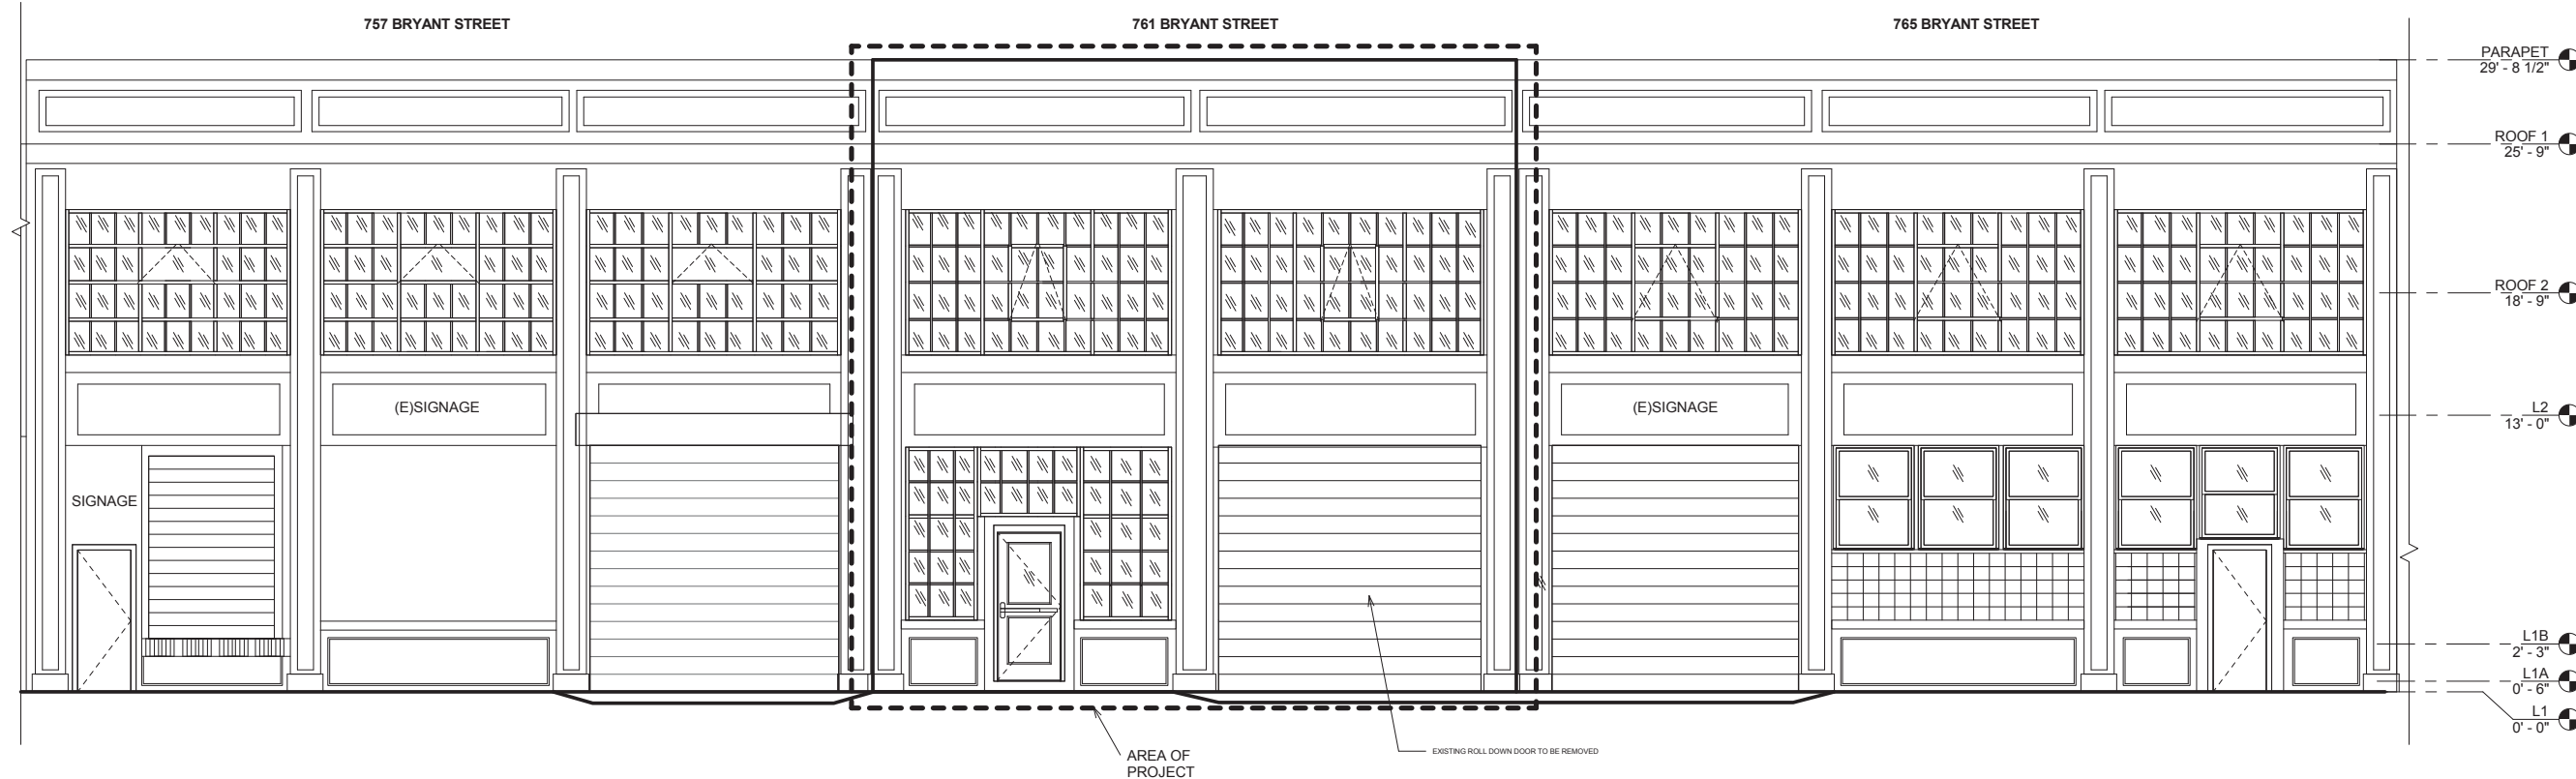 757 BRYANT STREET
761 BRYANT STREET
765 BRYANT STREET
PARAPET
29' - 8 1/2"
ROOF 1
25' - 9"
ROOF 2
18' - 9"
(E)SIGNAGE
(E)SIGNAGE
L2
13' - 0"
SIGNAGE
L1B
2' - 3"
L1A
0' - 6"
L1
0' - 0"
EXISTING ROLL DOWN DOOR TO BE REMOVED
AREA OF
PROJECT